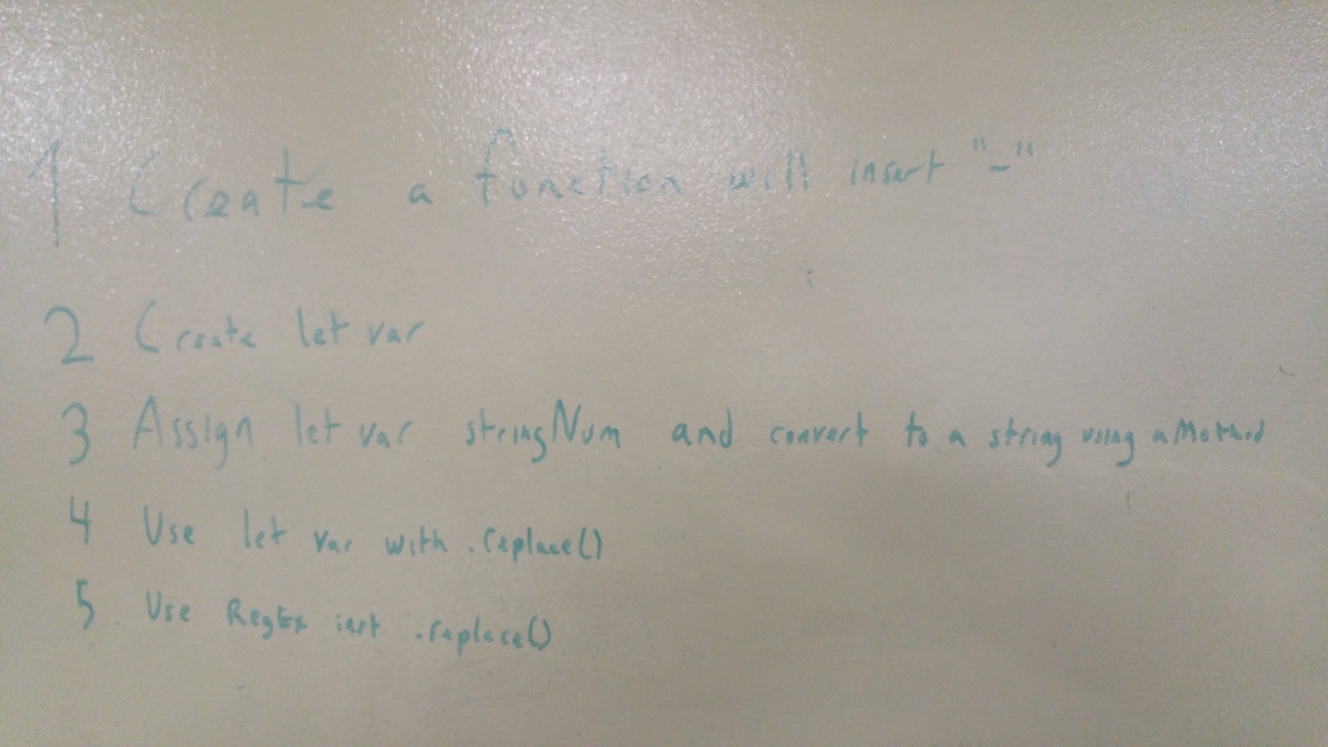 1 Create a function will insert "-"
2 Create let var
3 Assign let var stringNum and convert to a string using a Method
4 Use let var with .replace()
5 Use RegEx .replace()